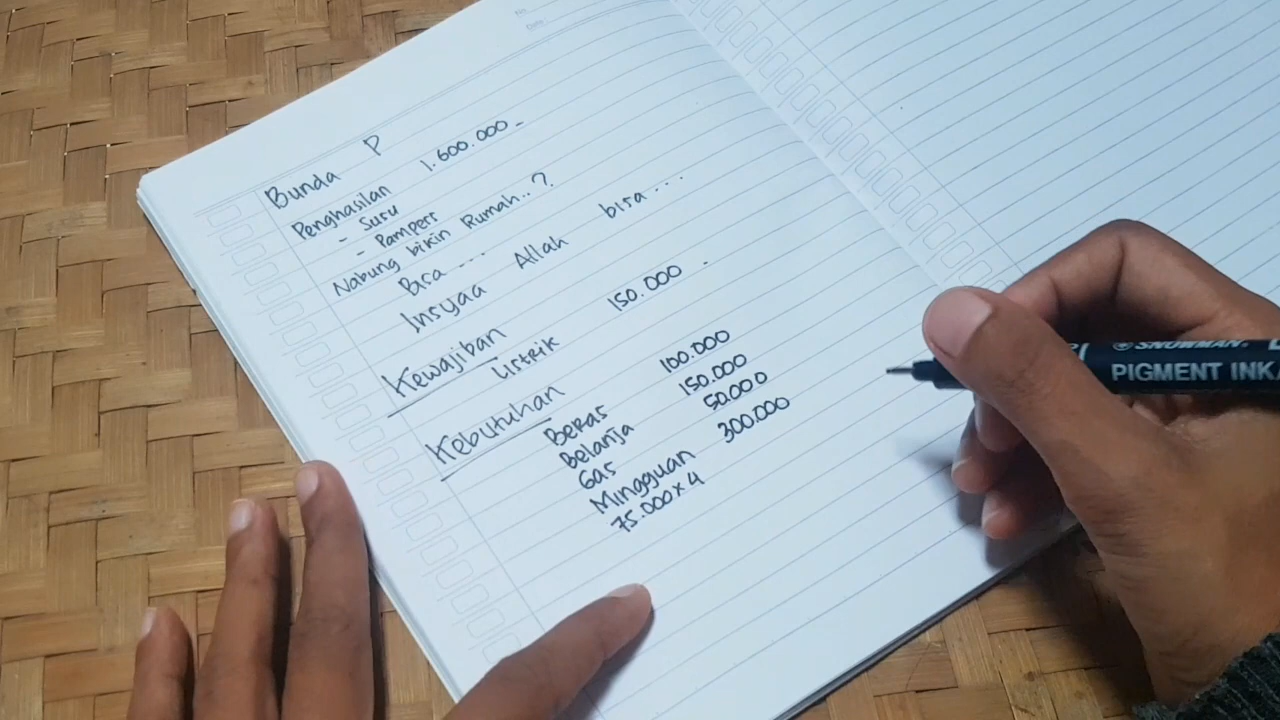 Bunda P
Penghasilan 1.600.000_
- Susu
- Pampers
Nabung bikin Rumah..?
Bisa ...
Insyaa Allah bisa ...
Kewajiban
Listrik 150.000 -
Kebutuhan
Beras 100.000
Belanja 150.000
Gas 50.000
Mingguan 300.000
75.000 x 4
SNOWMAN
PIGMENT INK